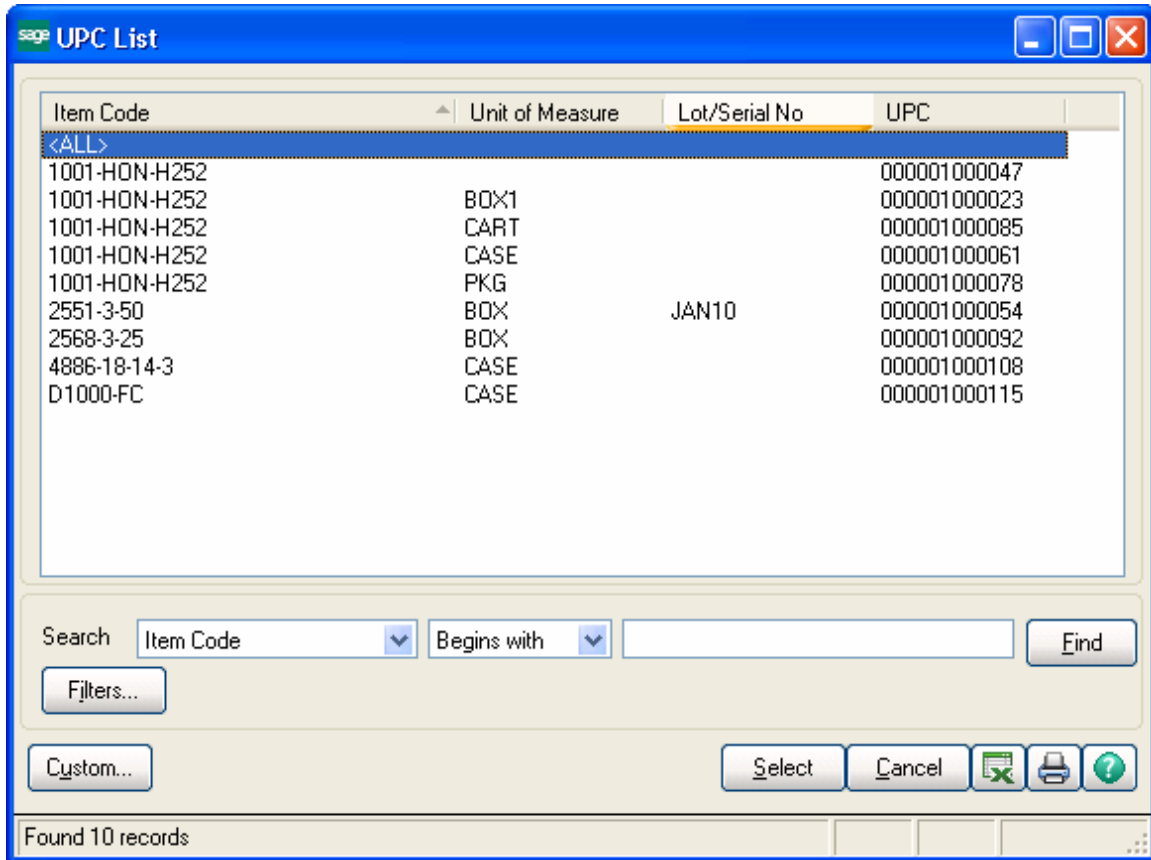 sage UPC List
Item Code Unit of Measure Lot/Serial No UPC
<ALL>
1001-HON-H252 000001000047
1001-HON-H252 BOX1 000001000023
1001-HON-H252 CART 000001000085
1001-HON-H252 CASE 000001000061
1001-HON-H252 PKG 000001000078
2551-3-50 BOX JAN10 000001000054
2568-3-25 BOX 000001000092
4886-18-14-3 CASE 000001000108
D1000-FC CASE 000001000115
Search Item Code Begins with Find
Filters...
Custom... Select Cancel ?
Found 10 records